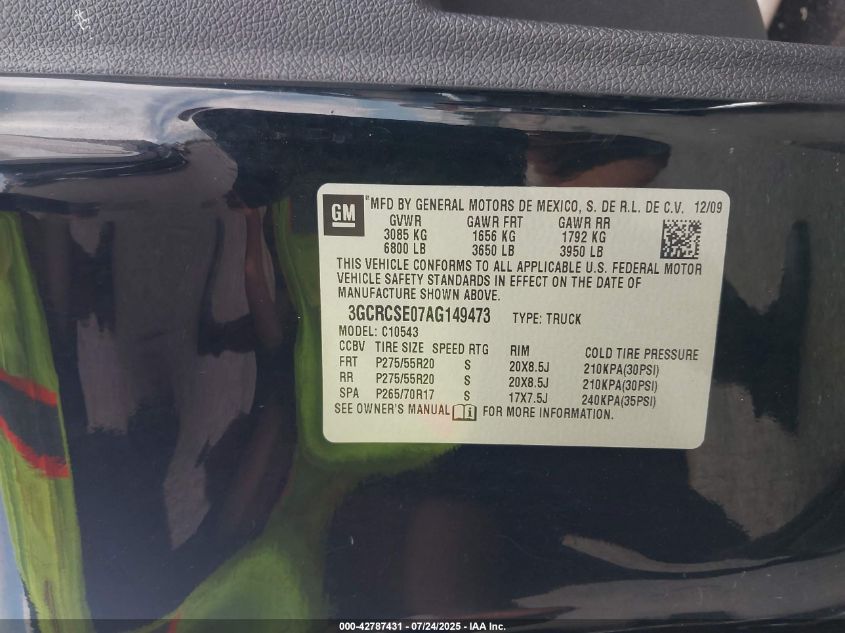 GM
®MFD BY GENERAL MOTORS DE MEXICO, S. DE R.L. DE C.V. 12/09
GVWR GAWR FRT GAWR RR
3085 KG 1656 KG 1792 KG
6800 LB 3650 LB 3950 LB
THIS VEHICLE CONFORMS TO ALL APPLICABLE U.S. FEDERAL MOTOR
VEHICLE SAFETY STANDARDS IN EFFECT ON THE DATE OF
MANUFACTURE SHOWN ABOVE.
3GCRCSE07AG149473 TYPE: TRUCK
MODEL: C10543
CCBV TIRE SIZE SPEED RTG RIM COLD TIRE PRESSURE
FRT P275/55R20 S 20X8.5J 210KPA(30PSI)
RR P275/55R20 S 20X8.5J 210KPA(30PSI)
SPA P265/70R17 S 17X7.5J 240KPA(35PSI)
SEE OWNER'S MANUAL FOR MORE INFORMATION.
000-42787431 - 07/24/2025 - IAA Inc.